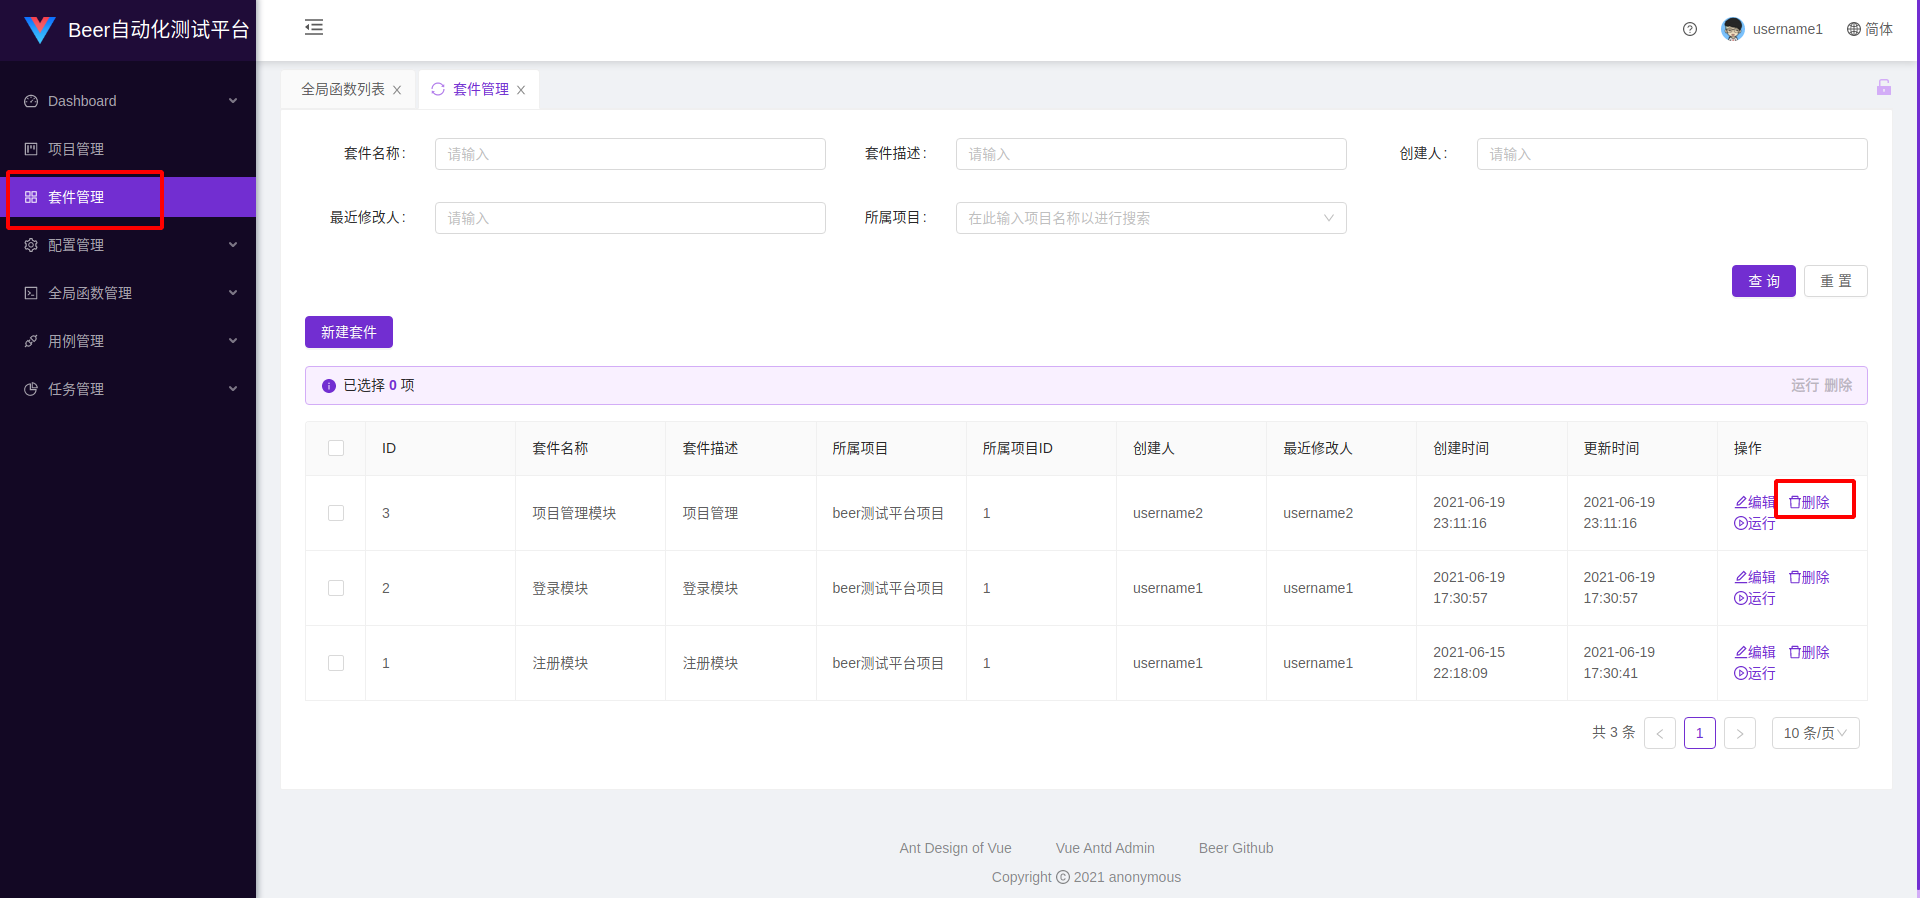 Beer自动化测试平台
username1
简体
Dashboard
项目管理
套件管理
配置管理
全局函数管理
用例管理
任务管理
全局函数列表
套件管理
套件名称: 请输入
套件描述: 请输入
创建人: 请输入
最近修改人: 请输入
所属项目: 在此输入项目名称以进行搜索
查 询
重 置
新建套件
已选择 0 项
运行 删除
ID 套件名称 套件描述 所属项目 所属项目ID 创建人 最近修改人 创建时间 更新时间 操作
3 项目管理模块 项目管理 beer测试平台项目 1 username2 username2 2021-06-19 23:11:16 2021-06-19 23:11:16 编辑 删除 运行
2 登录模块 登录模块 beer测试平台项目 1 username1 username1 2021-06-19 17:30:57 2021-06-19 17:30:57 编辑 删除 运行
1 注册模块 注册模块 beer测试平台项目 1 username1 username1 2021-06-15 22:18:09 2021-06-19 17:30:41 编辑 删除 运行
共 3 条 < 1 > 10 条/页
Ant Design of Vue Vue Antd Admin Beer Github
Copyright © 2021 anonymous